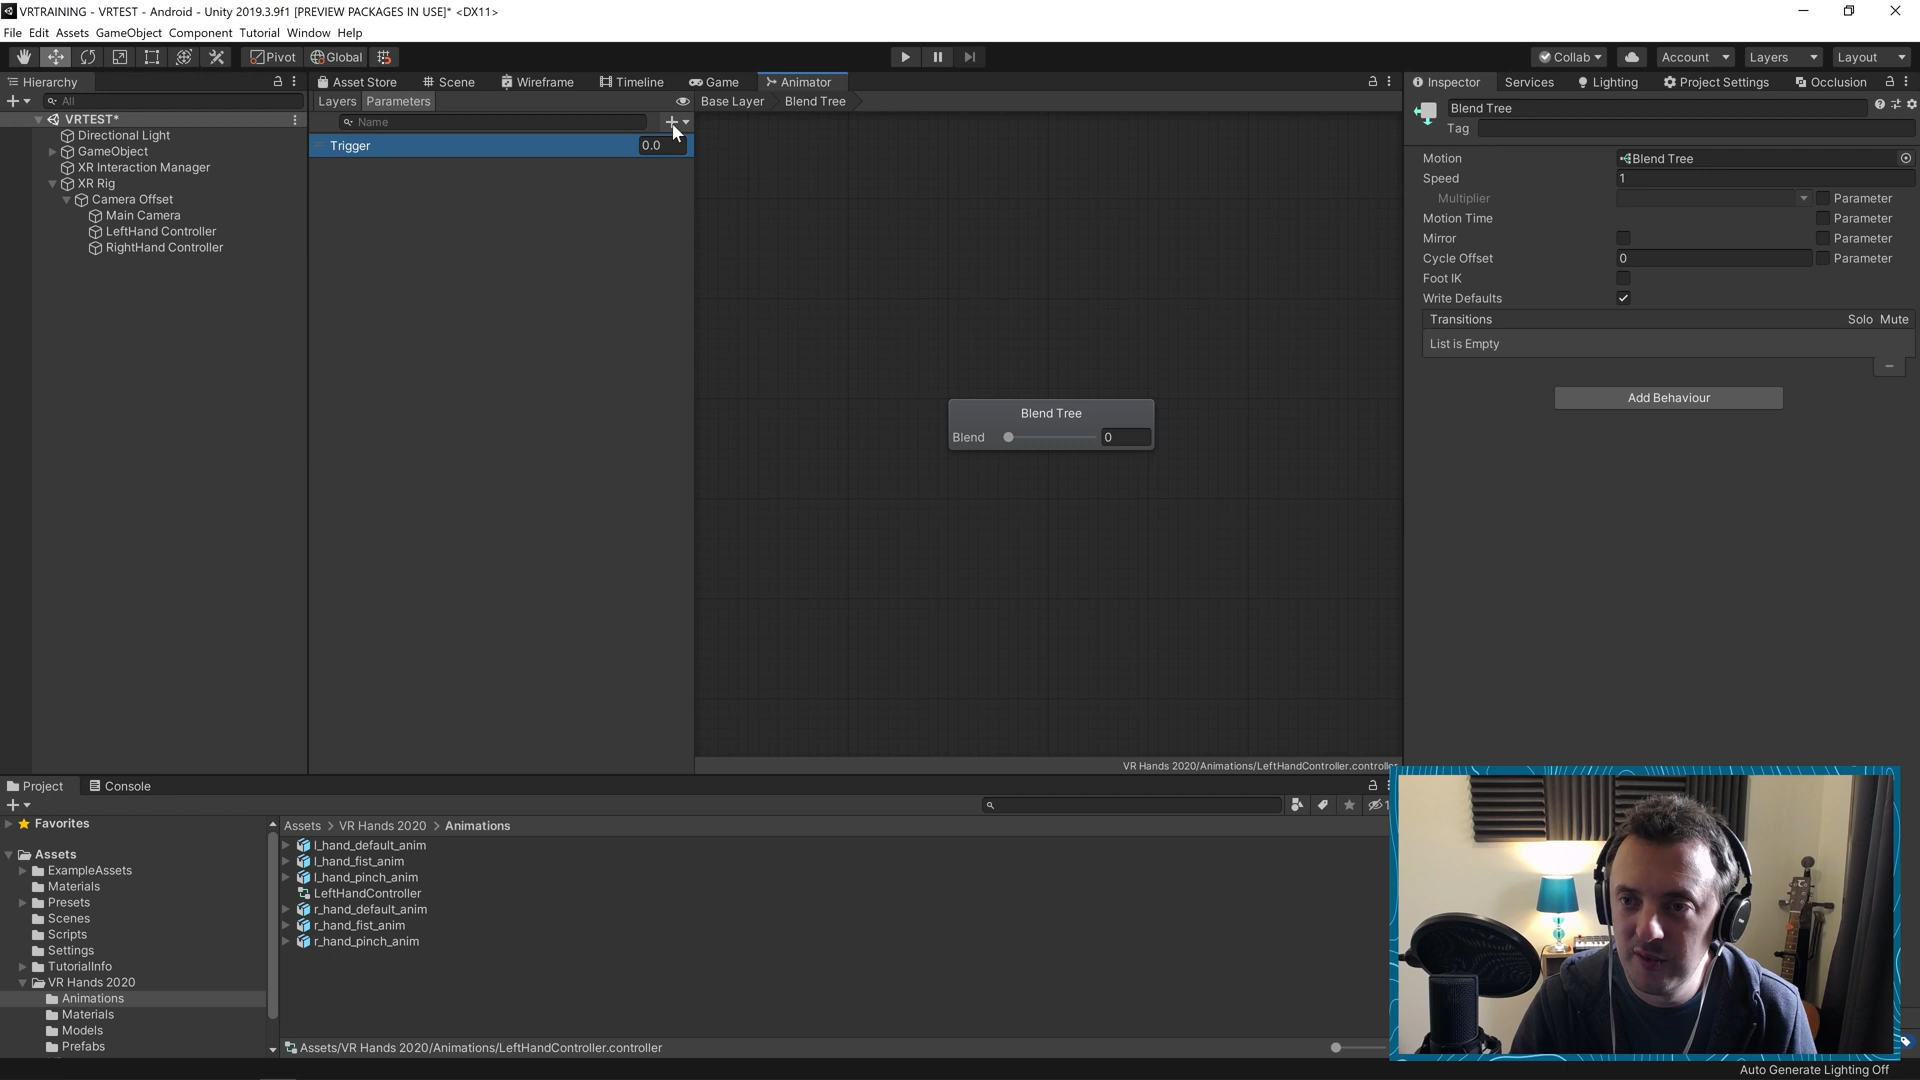 VRTRAINING - VRTEST - Android - Unity 2019.3.9f1 [PREVIEW PACKAGES IN USE]* <DX11>
File Edit Assets GameObject Component Tutorial Window Help
Pivot Global Collab Account Layers Layout
Hierarchy
All
VRTEST*
Directional Light
GameObject
XR Interaction Manager
XR Rig
Camera Offset
Main Camera
LeftHand Controller
RightHand Controller
Asset Store Scene Wireframe Timeline Game Animator
Layers Parameters Base Layer Blend Tree
Name
Trigger 0.0
Blend Tree
Blend 0
VR Hands 2020/Animations/LeftHandController.controller
Inspector Services Lighting Project Settings Occlusion
Blend Tree
Tag
Motion Blend Tree
Speed 1
Multiplier Parameter
Motion Time Parameter
Mirror Parameter
Cycle Offset 0 Parameter
Foot IK
Write Defaults
Transitions Solo Mute
List is Empty
Add Behaviour
Project Console
Favorites
Assets
ExampleAssets
Materials
Presets
Scenes
Scripts
Settings
TutorialInfo
VR Hands 2020
Animations
Materials
Models
Prefabs
Assets > VR Hands 2020 > Animations
l_hand_default_anim
l_hand_fist_anim
l_hand_pinch_anim
LeftHandController
r_hand_default_anim
r_hand_fist_anim
r_hand_pinch_anim
Assets/VR Hands 2020/Animations/LeftHandController.controller
Auto Generate Lighting Off